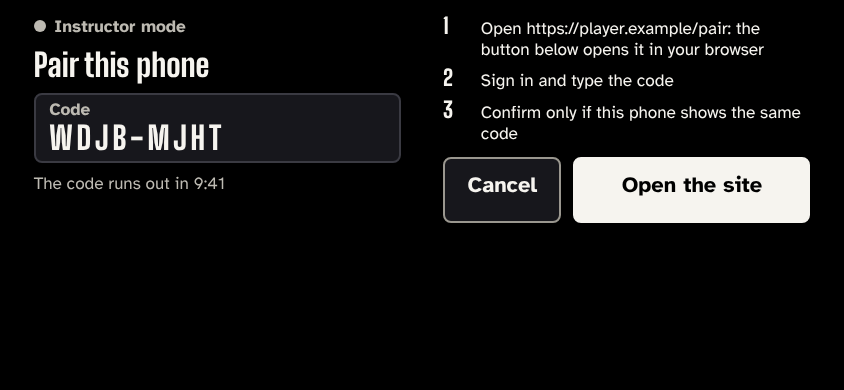 Instructor mode
Pair this phone
Code
WDJB-MJHT
The code runs out in 9:41
1 Open https://player.example/pair: the
button below opens it in your browser
2 Sign in and type the code
3 Confirm only if this phone shows the same
code
Cancel
Open the site